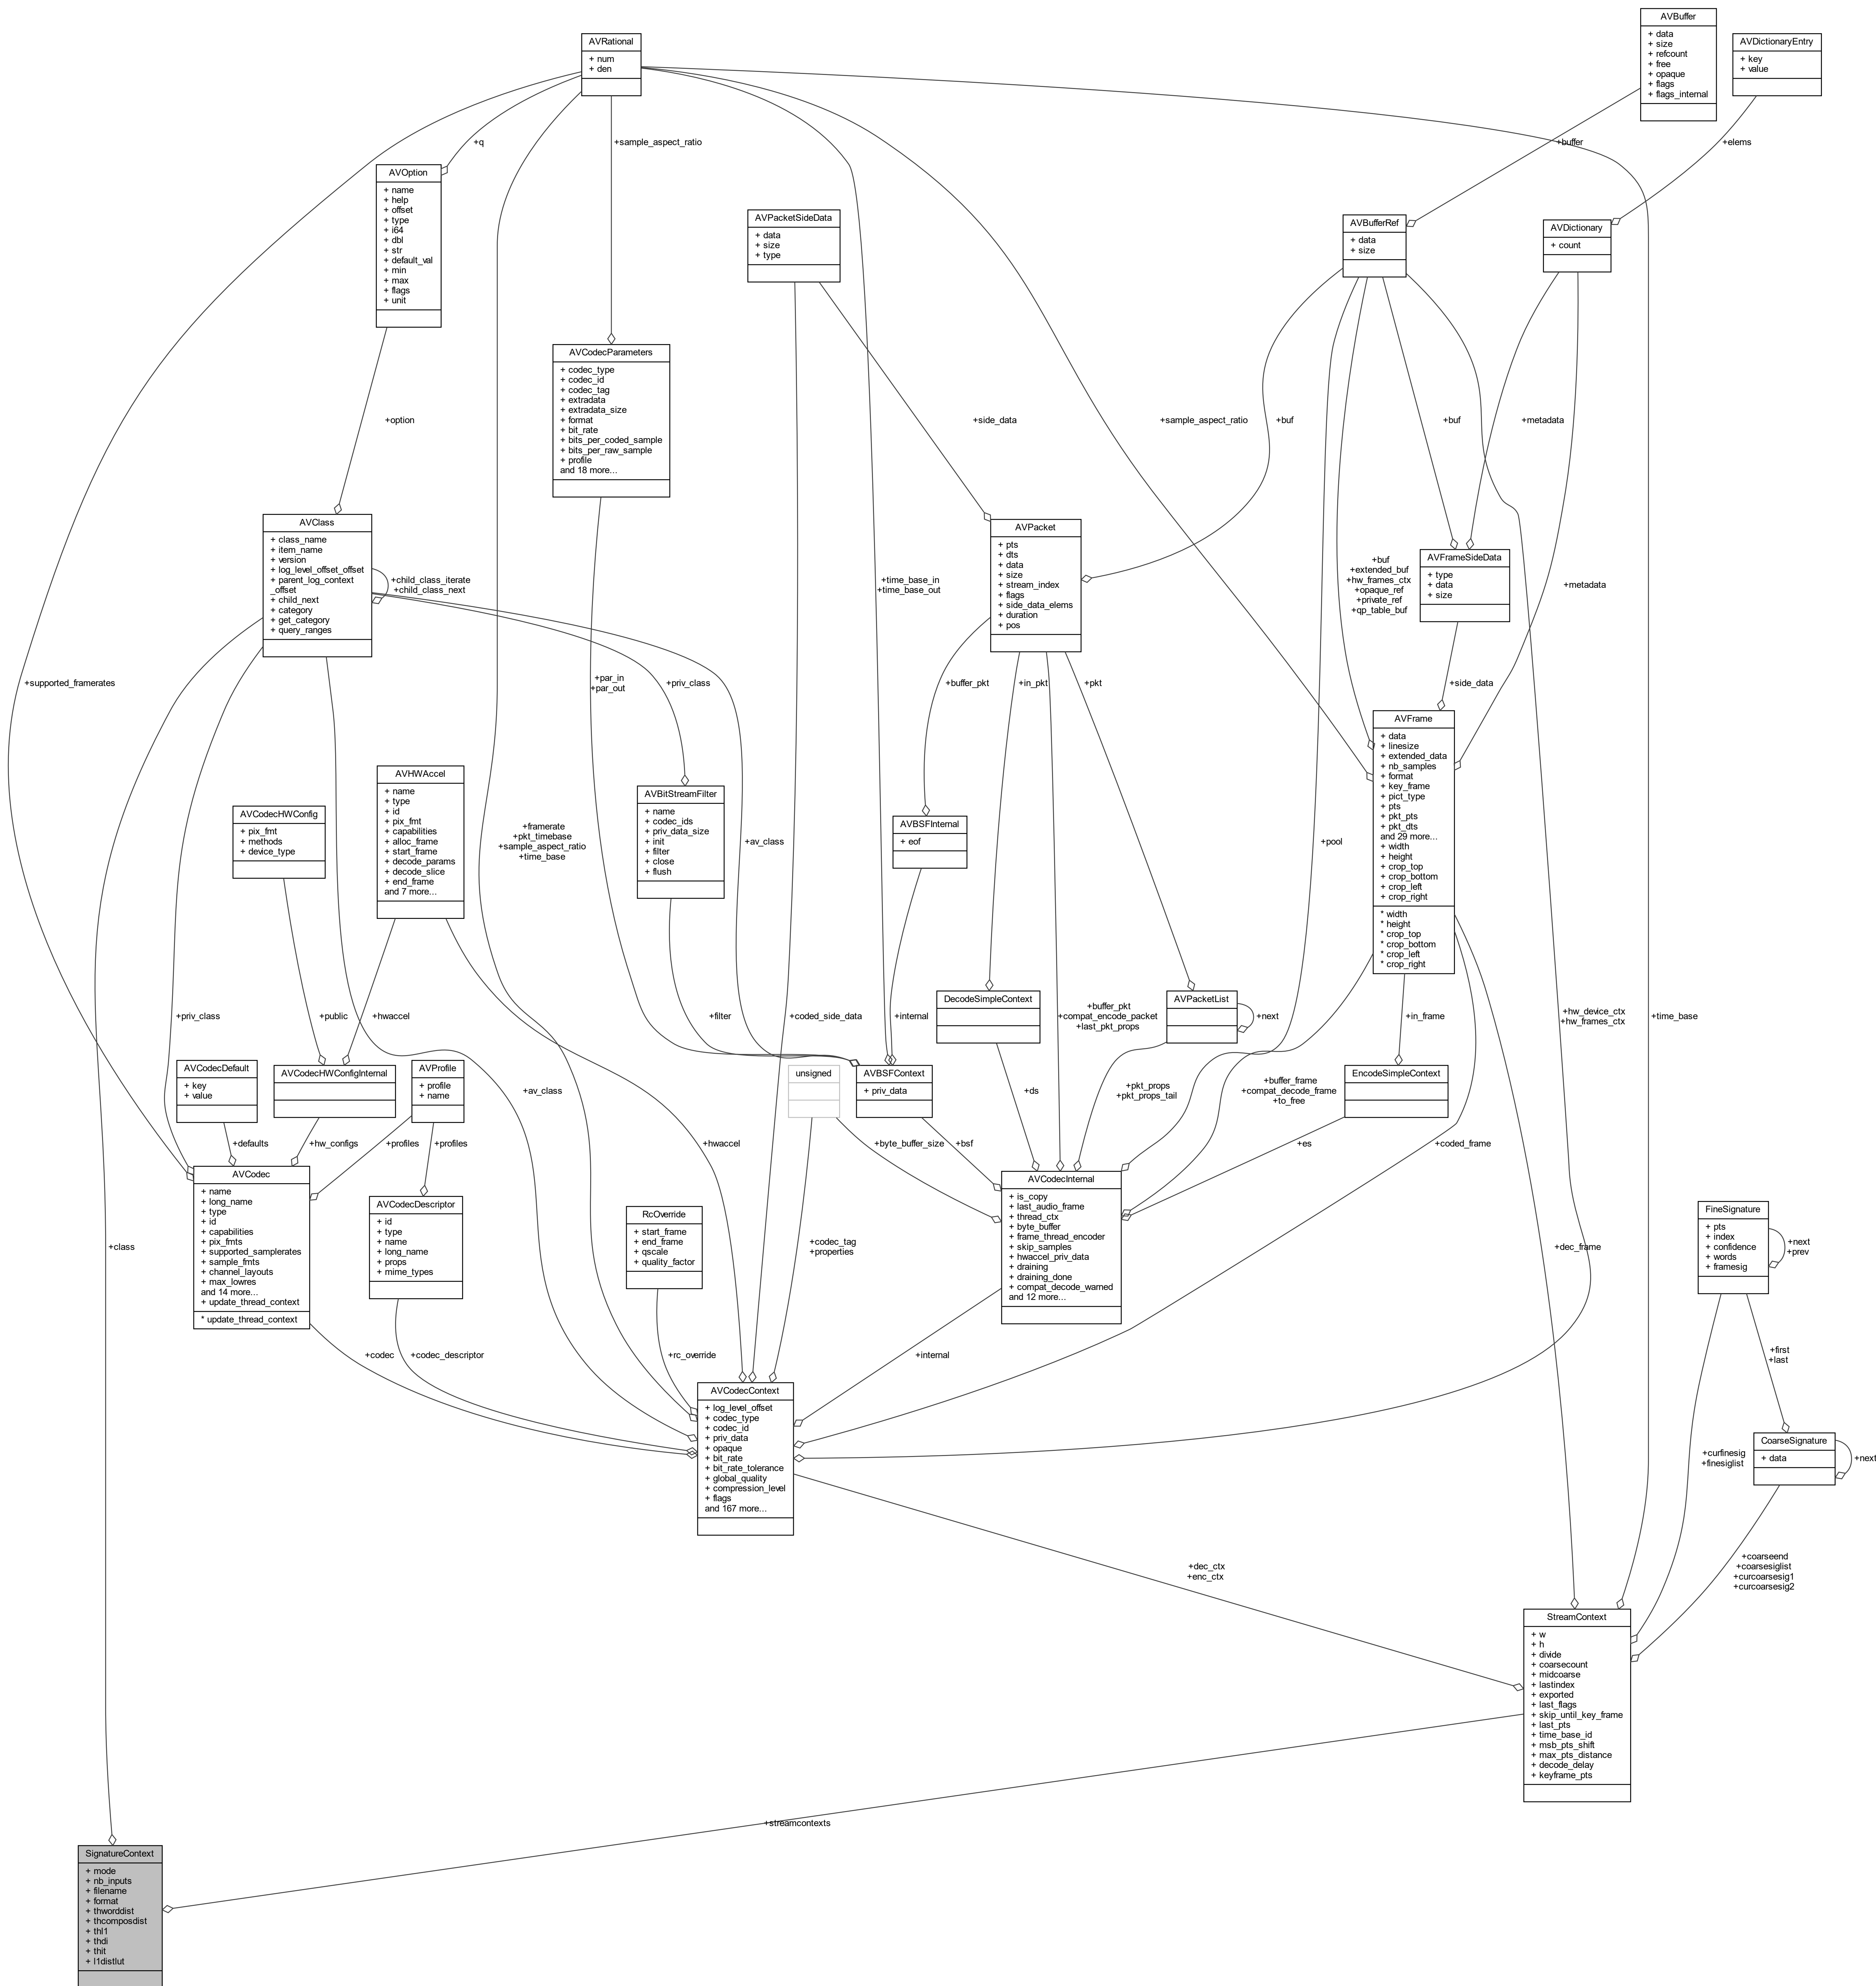 AVBuffer
+ data
+ size
+ refcount
+ free
+ opaque
+ flags
+ flags_internal
AVRational
+ num
+ den
AVDictionaryEntry
+ key
+ value
+q
+sample_aspect_ratio
+buffer
+elems
AVOption
+ name
+ help
+ offset
+ type
+ i64
+ dbl
+ str
+ default_val
+ min
+ max
+ flags
+ unit
AVPacketSideData
+ data
+ size
+ type
AVBufferRef
+ data
+ size
AVDictionary
+ count
AVCodecParameters
+ codec_type
+ codec_id
+ codec_tag
+ extradata
+ extradata_size
+ format
+ bit_rate
+ bits_per_coded_sample
+ bits_per_raw_sample
+ profile
and 18 more...
+option
+side_data
+sample_aspect_ratio
+buf
+buf
+metadata
AVClass
+ class_name
+ item_name
+ version
+ log_level_offset_offset
+ parent_log_context
_offset
+ child_next
+ category
+ get_category
+ query_ranges
+child_class_iterate
+child_class_next
+time_base_in
+time_base_out
AVPacket
+ pts
+ dts
+ data
+ size
+ stream_index
+ flags
+ side_data_elems
+ duration
+ pos
+buf
+extended_buf
+hw_frames_ctx
+opaque_ref
+private_ref
+qp_table_buf
AVFrameSideData
+ type
+ data
+ size
+metadata
+supported_framerates
+par_in
+par_out
+priv_class
+buffer_pkt
+in_pkt
+pkt
+side_data
AVFrame
+ data
+ linesize
+ extended_data
+ nb_samples
+ format
+ key_frame
+ pict_type
+ pts
+ pkt_pts
+ pkt_dts
and 29 more...
+ width
+ height
+ crop_top
+ crop_bottom
+ crop_left
+ crop_right
* width
* height
* crop_top
* crop_bottom
* crop_left
* crop_right
AVHWAccel
+ name
+ type
+ id
+ pix_fmt
+ capabilities
+ alloc_frame
+ start_frame
+ decode_params
+ decode_slice
+ end_frame
and 7 more...
AVCodecHWConfig
+ pix_fmt
+ methods
+ device_type
+framerate
+pkt_timebase
+sample_aspect_ratio
+time_base
AVBitStreamFilter
+ name
+ codec_ids
+ priv_data_size
+ init
+ filter
+ close
+ flush
+av_class
AVBSFInternal
+ eof
+pool
+priv_class
+public
+hwaccel
+filter
+coded_side_data
+internal
DecodeSimpleContext
+buffer_pkt
+compat_encode_packet
+last_pkt_props
AVPacketList
+next
+in_frame
+hw_device_ctx
+hw_frames_ctx
+time_base
AVCodecDefault
+ key
+ value
AVCodecHWConfigInternal
AVProfile
+ profile
+ name
unsigned
AVBSFContext
+ priv_data
+ds
+pkt_props
+pkt_props_tail
+buffer_frame
+compat_decode_frame
+to_free
EncodeSimpleContext
+av_class
+defaults
+hw_configs
+profiles
+profiles
+hwaccel
+byte_buffer_size
+bsf
+es
+coded_frame
AVCodec
+ name
+ long_name
+ type
+ id
+ capabilities
+ pix_fmts
+ supported_samplerates
+ sample_fmts
+ channel_layouts
+ max_lowres
and 14 more...
+ update_thread_context
* update_thread_context
AVCodecDescriptor
+ id
+ type
+ name
+ long_name
+ props
+ mime_types
RcOverride
+ start_frame
+ end_frame
+ qscale
+ quality_factor
+codec_tag
+properties
AVCodecInternal
+ is_copy
+ last_audio_frame
+ thread_ctx
+ byte_buffer
+ frame_thread_encoder
+ skip_samples
+ hwaccel_priv_data
+ draining
+ draining_done
+ compat_decode_warned
and 12 more...
+class
+dec_frame
FineSignature
+ pts
+ index
+ confidence
+ words
+ framesig
+next
+prev
+codec
+codec_descriptor
+rc_override
+internal
+first
+last
AVCodecContext
+ log_level_offset
+ codec_type
+ codec_id
+ priv_data
+ opaque
+ bit_rate
+ bit_rate_tolerance
+ global_quality
+ compression_level
+ flags
and 167 more...
+curfinesig
+finesiglist
CoarseSignature
+ data
+next
+dec_ctx
+enc_ctx
+coarseend
+coarsesiglist
+curcoarsesig1
+curcoarsesig2
StreamContext
+ w
+ h
+ divide
+ coarsecount
+ midcoarse
+ lastindex
+ exported
+ last_flags
+ skip_until_key_frame
+ last_pts
+ time_base_id
+ msb_pts_shift
+ max_pts_distance
+ decode_delay
+ keyframe_pts
+streamcontexts
SignatureContext
+ mode
+ nb_inputs
+ filename
+ format
+ thworddist
+ thcomposdist
+ thl1
+ thdi
+ thit
+ l1distlut